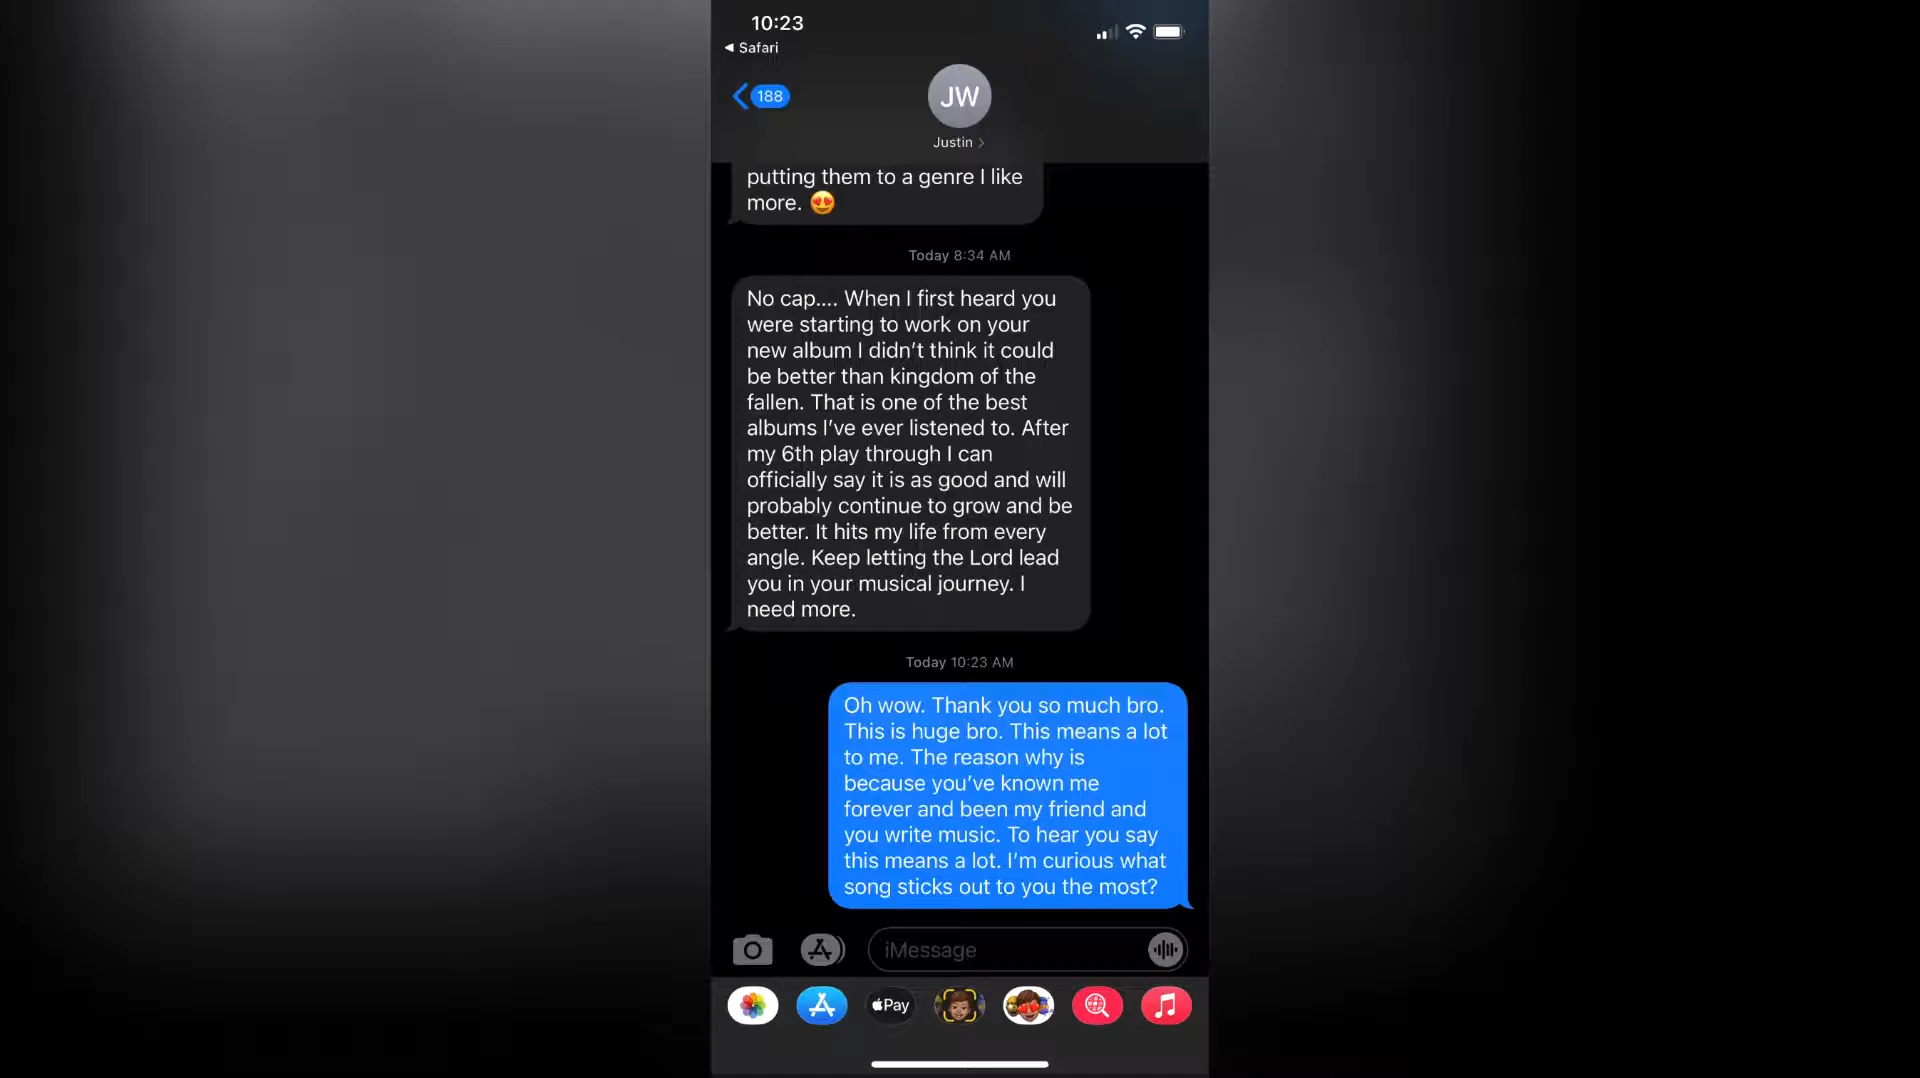 10:23
◀ Safari
188
JW
Justin >
putting them to a genre I like
more. 😍
Today 8:34 AM
No cap.... When I first heard you
were starting to work on your
new album I didn't think it could
be better than kingdom of the
fallen. That is one of the best
albums I've ever listened to. After
my 6th play through I can
officially say it is as good and will
probably continue to grow and be
better. It hits my life from every
angle. Keep letting the Lord lead
you in your musical journey. I
need more.
Today 10:23 AM
Oh wow. Thank you so much bro.
This is huge bro. This means a lot
to me. The reason why is
because you've known me
forever and been my friend and
you write music. To hear you say
this means a lot. I'm curious what
song sticks out to you the most?
iMessage
Pay